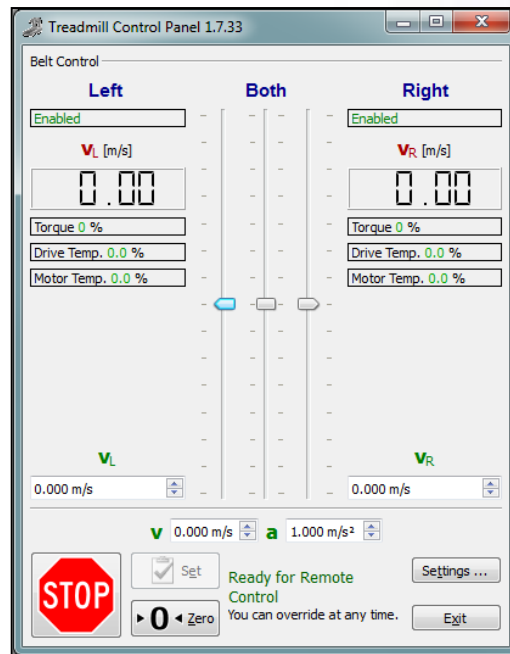 Treadmill Control Panel 1.7.33
Belt Control
Left Both Right
Enabled Enabled
vL [m/s] vR [m/s]
0.00 0.00
Torque 0 % Torque 0 %
Drive Temp. 0.0 % Drive Temp. 0.0 %
Motor Temp. 0.0 % Motor Temp. 0.0 %
vL vR
0.000 m/s 0.000 m/s
v 0.000 m/s a 1.000 m/s²
STOP
Set
Ready for Remote
Control
Settings ...
0 Zero
You can override at any time.
Exit